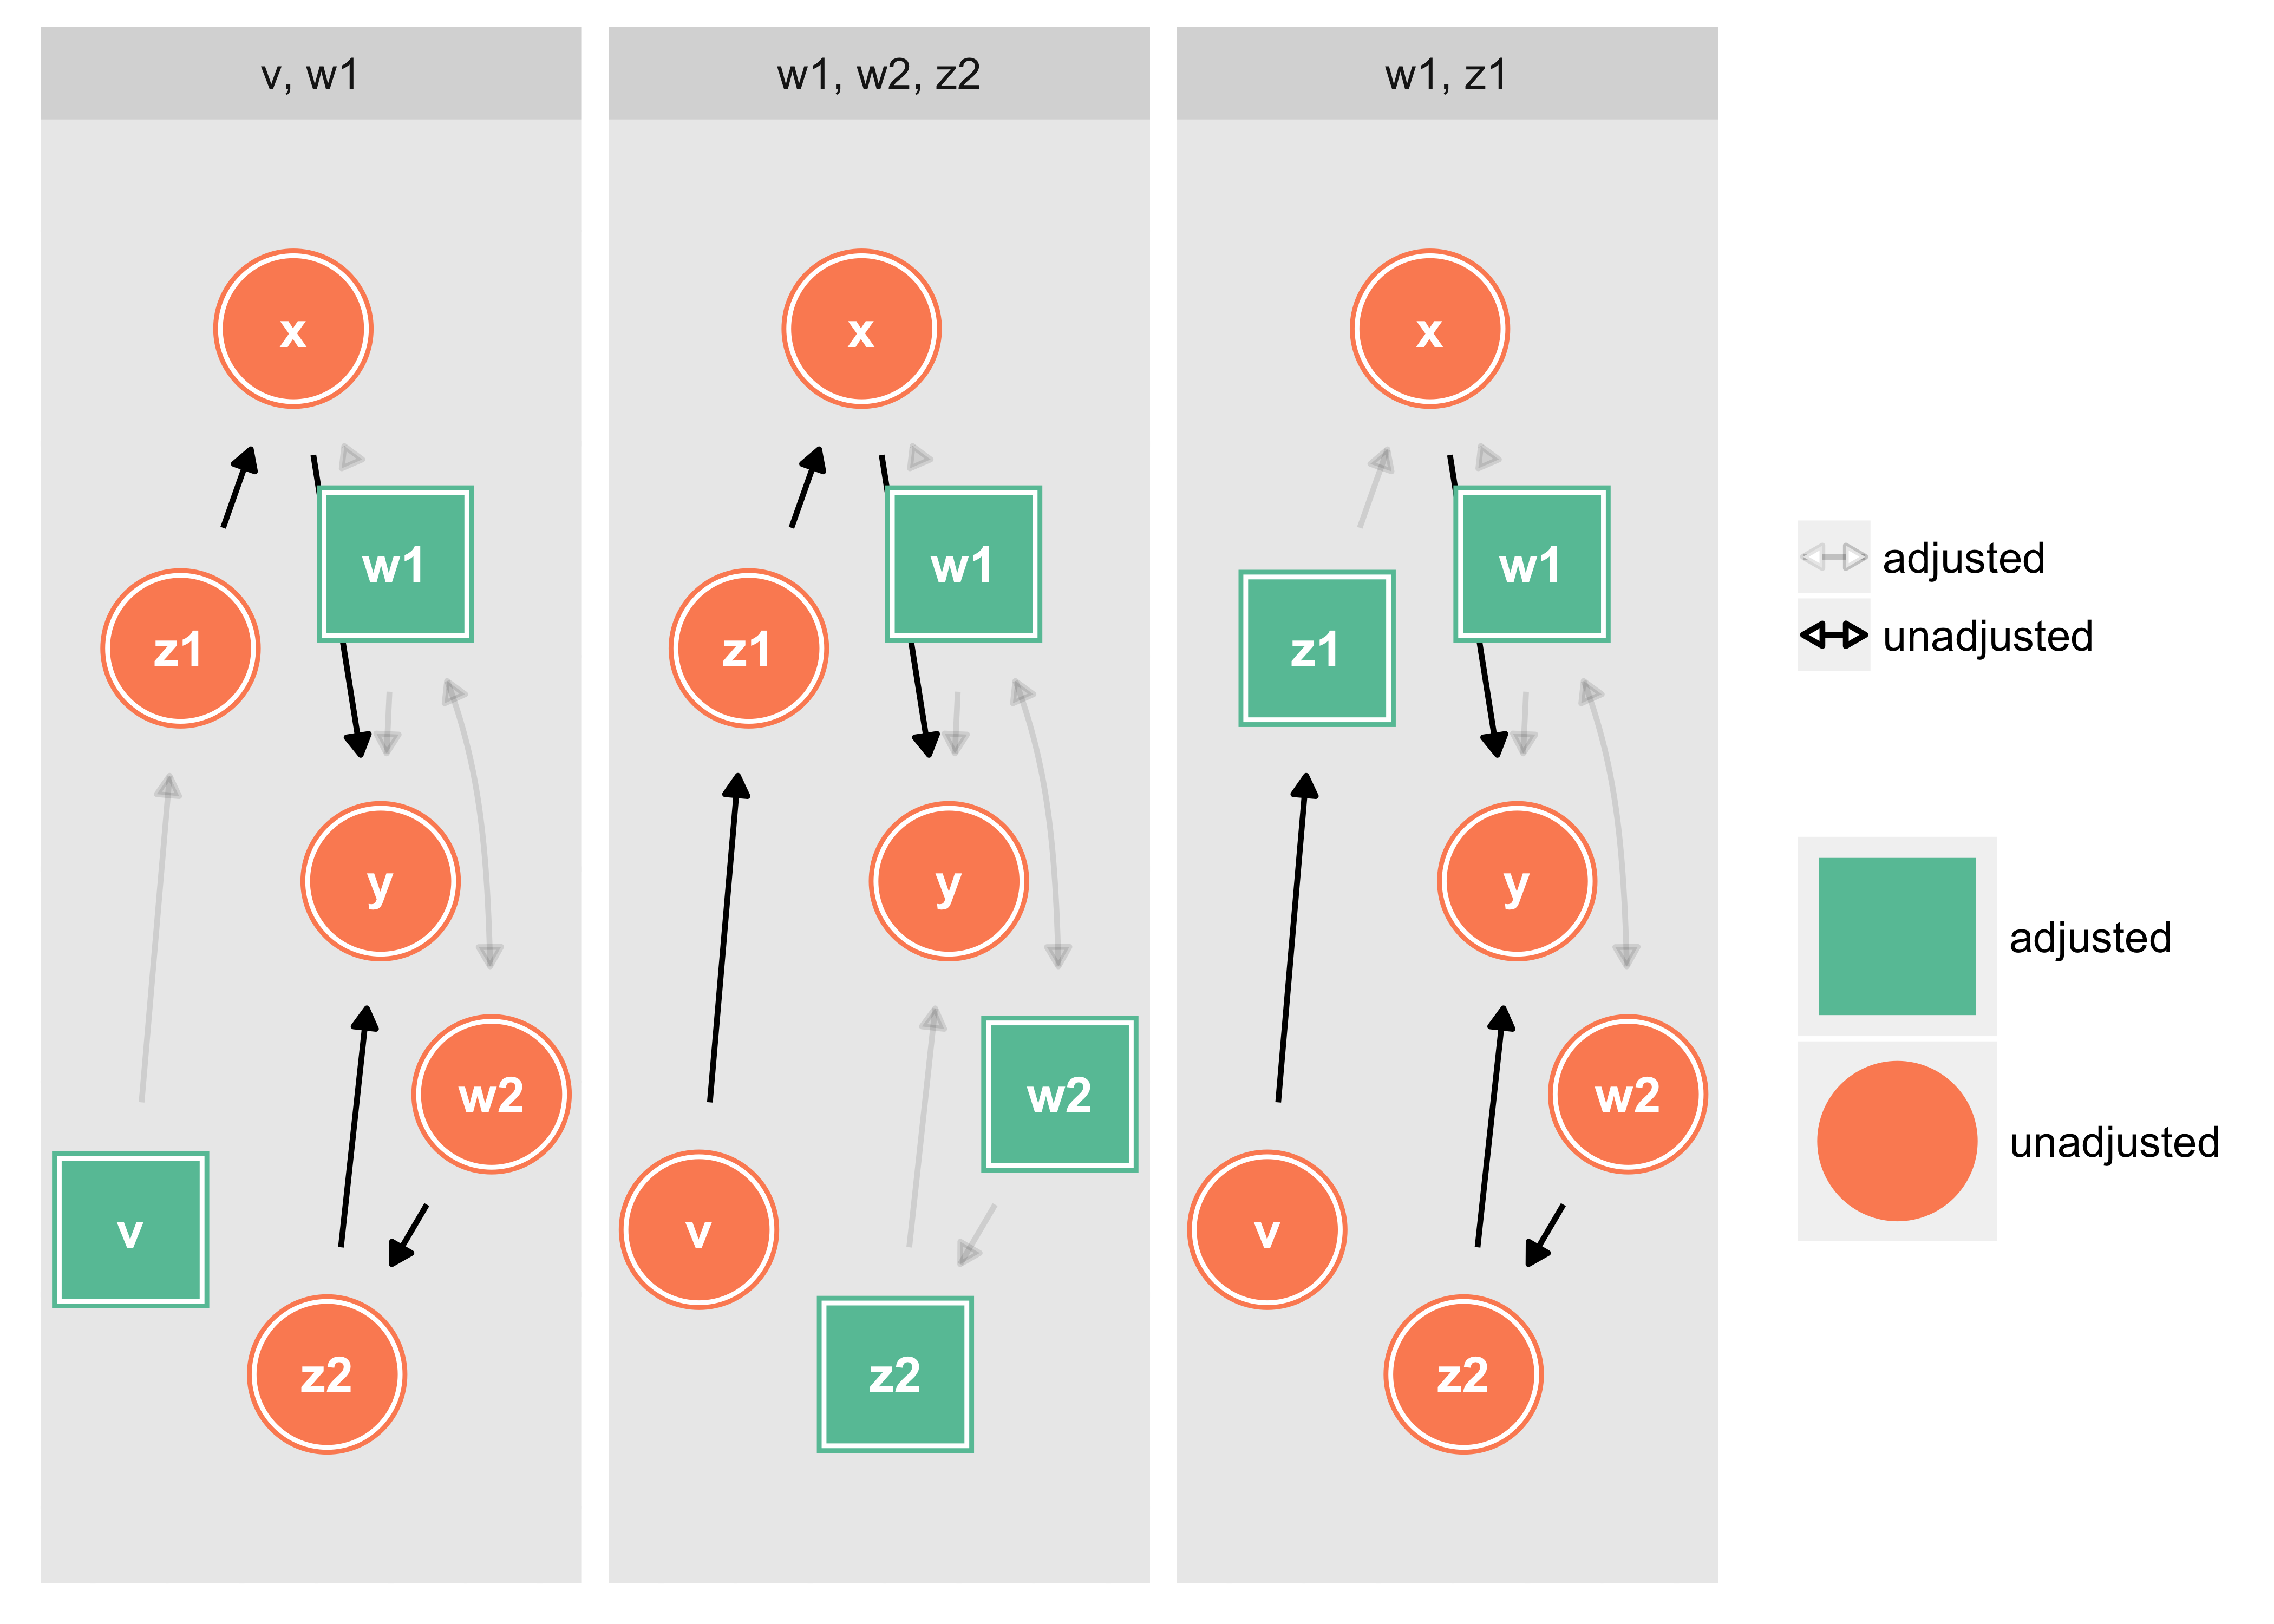 v, w1
x
w1
z1
y
w2
v
z2
w1, w2, z2
x
w1
z1
y
w2
v
z2
w1, z1
x
w1
z1
y
w2
v
z2
adjusted
unadjusted
adjusted
unadjusted